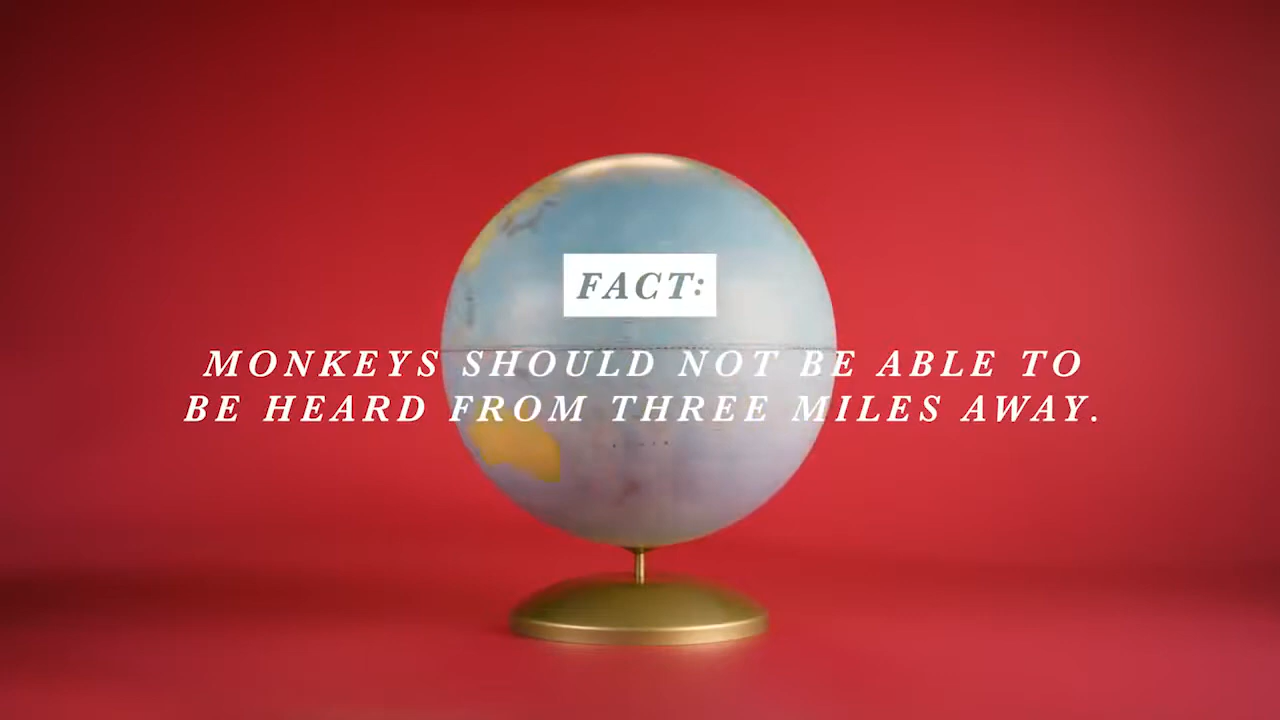 FACT:
MONKEYS SHOULD NOT BE ABLE TO
BE HEARD FROM THREE MILES AWAY.